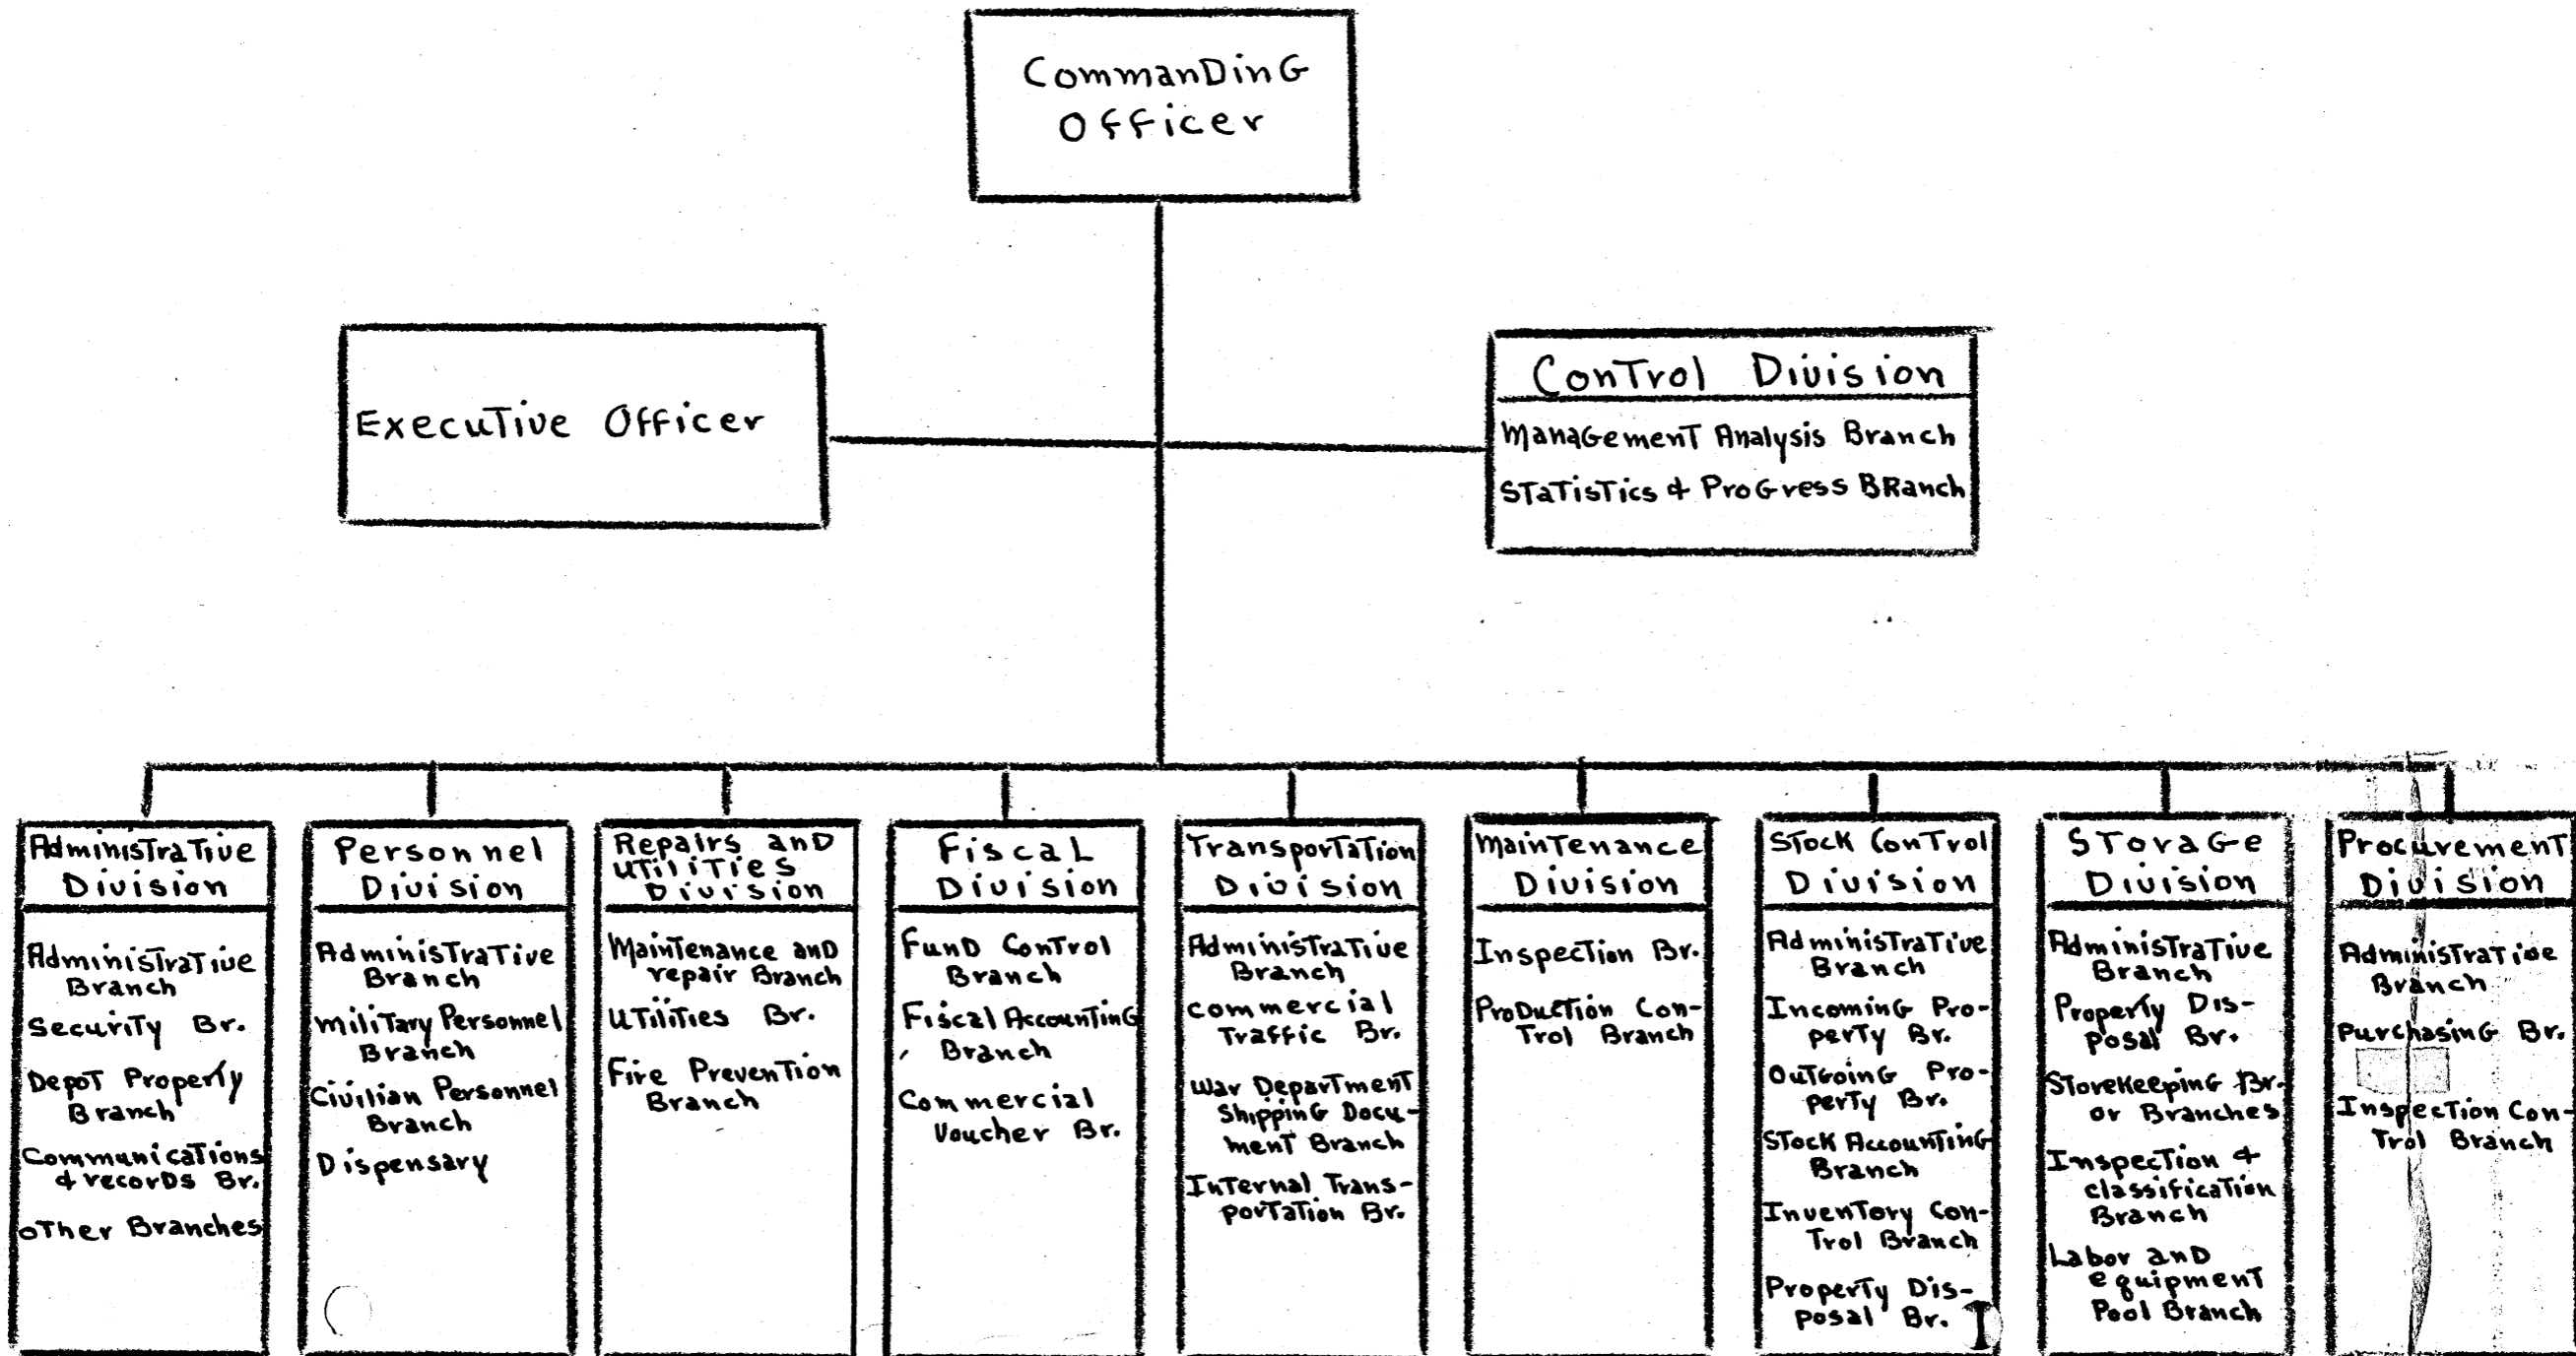 CommanDinG
Officer
ExecuTive Officer
ConTrol Division
ManaGemenT Analysis Branch
STaTisTics & ProGress BRanch
AdminisTraTive
Division
AdminisTraTive
Branch
SecuriTy Br.
DepoT ProperTy
Branch
CommunicaTions
& recorDs Br.
oTher Branches
Personnel
Division
AdminisTraTive
Branch
miliTary Personnel
Branch
Civilian Personnel
Branch
Dispensary
Repairs anD
UTiliTies
Division
MainTenance anD
repair Branch
UTiliTies Br.
Fire PrevenTion
Branch
FiscaL
Division
FunD ConTrol
Branch
Fiscal AccounTinG
Branch
Commercial
Voucher Br.
TransporTaTion
Division
AdminisTraTive
Branch
commercial
Traffic Br.
War DeparTmenT
ShippinG Docu-
menT Branch
InTernal Trans-
porTaTion Br.
mainTenance
Division
InspecTion Br.
ProDucTion Con-
Trol Branch
STock ConTrol
Division
AdminisTraTive
Branch
IncominG Pro-
perTy Br.
OuTGoinG Pro-
perTy Br.
STock AccounTinG
Branch
InvenTory Con-
Trol Branch
ProperTy Dis-
posal Br.
I
SToraGe
Division
AdminisTraTive
Branch
ProperTy Dis-
posal Br.
SToreKeepinG Br.
or Branches
InspecTion &
classificaTion
Branch
Labor anD
equipmenT
Pool Branch
ProcuremenT
Division
AdminisTraTive
Branch
PurchasinG Br.
InspecTion Con-
Trol Branch